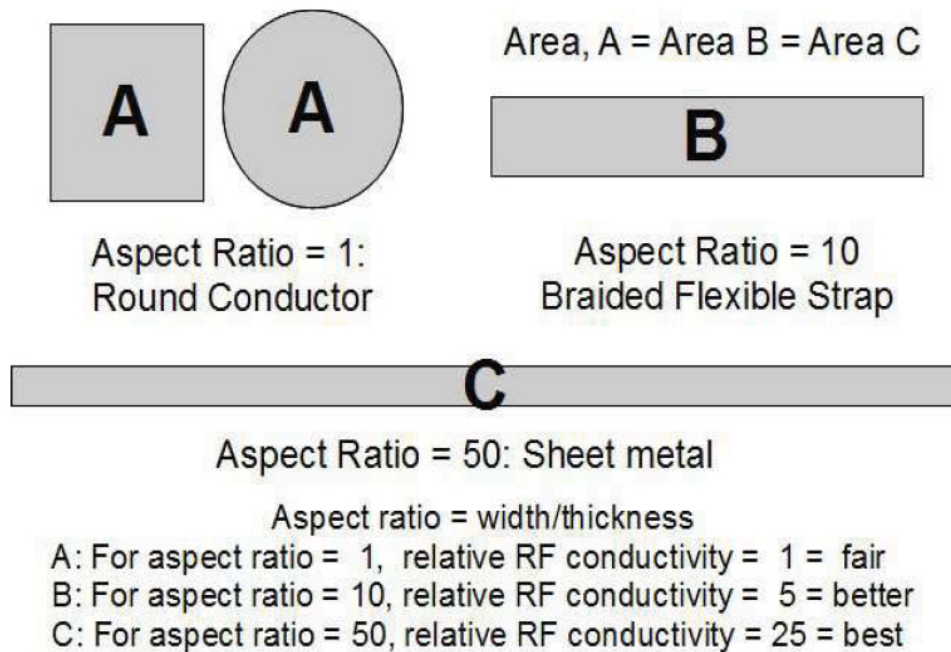 A
A
Area, A = Area B = Area C
B
Aspect Ratio = 1:
Round Conductor
Aspect Ratio = 10
Braided Flexible Strap
C
Aspect Ratio = 50: Sheet metal
Aspect ratio = width/thickness
A: For aspect ratio = 1, relative RF conductivity = 1 = fair
B: For aspect ratio = 10, relative RF conductivity = 5 = better
C: For aspect ratio = 50, relative RF conductivity = 25 = best